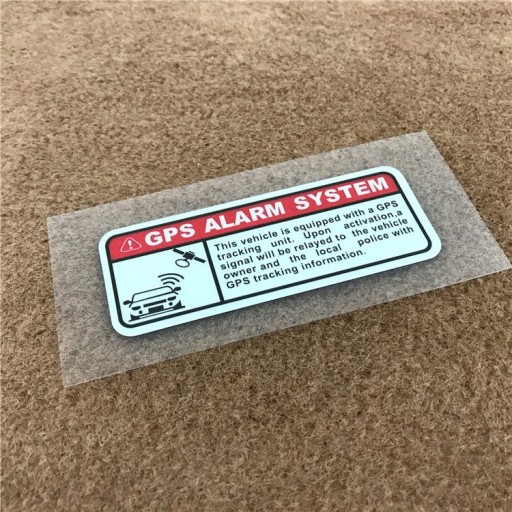 GPS ALARM SYSTEM
This vehicle is equipped with a GPS
tracking unit. Upon activation,a
signal will be relayed to the vehicle
owner and the local police with
GPS tracking information.